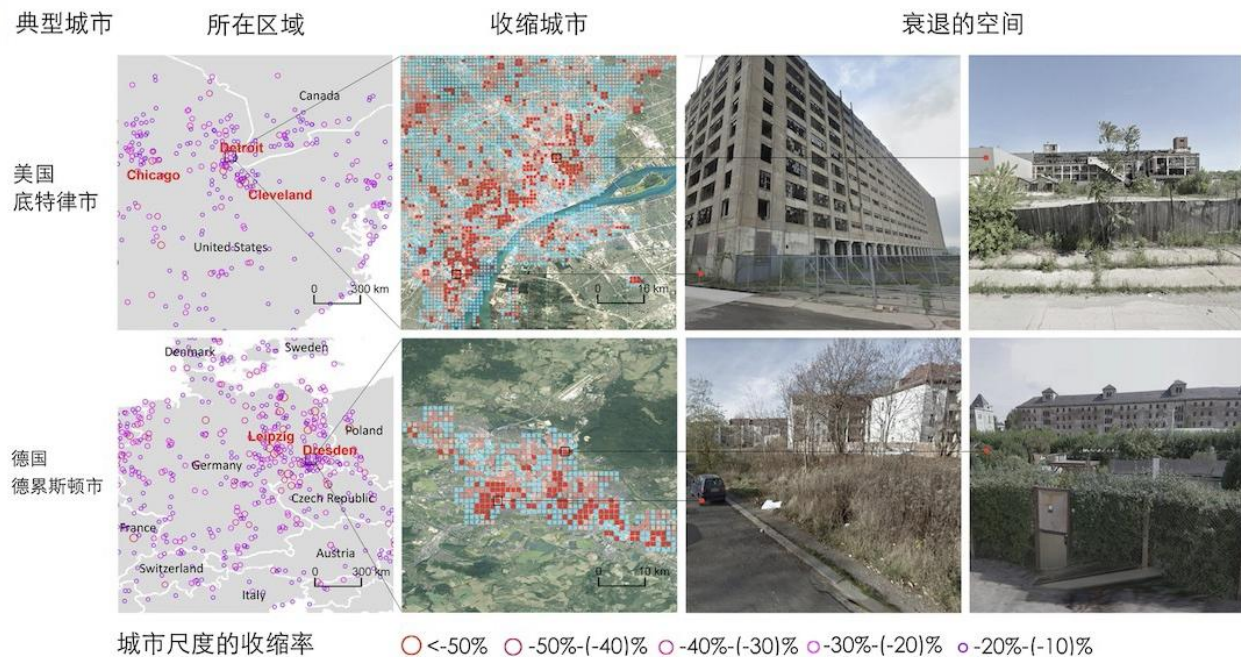 典型城市
所在区域
收缩城市
衰退的空间
美国
底特律市
Canada
Detroit
Chicago
Cleveland
United States
0 300 km
0 10 km
德国
德累斯顿市
Denmark
Sweden
Leipzig
Poland
Dresden
Germany
Czech Republic
France
Austria
Switzerland
0 300 km
Italy
0 10 km
城市尺度的收缩率
<-50%
-50%-(-40)%
-40%-(-30)%
-30%-(-20)%
-20%-(-10)%